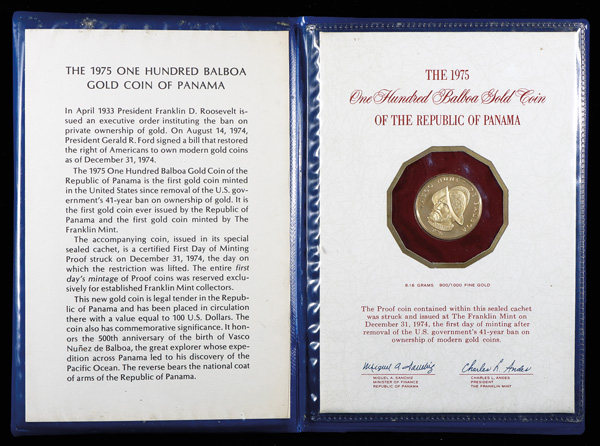 THE 1975 ONE HUNDRED BALBOA
GOLD COIN OF PANAMA
In April 1933 President Franklin D. Roosevelt is-
sued an executive order instituting the ban on
private ownership of gold. On August 14, 1974,
President Gerald R. Ford signed a bill that restored
the right of Americans to own modern gold coins
as of December 31, 1974.
The 1975 One Hundred Balboa Gold Coin of the
Republic of Panama is the first gold coin minted
in the United States since removal of the U.S. gov-
ernment's 41-year ban on ownership of gold. It is
the first gold coin ever issued by the Republic of
Panama and the first gold coin minted by The
Franklin Mint.
The accompanying coin, issued in its special
sealed cachet, is a certified First Day of Minting
Proof struck on December 31, 1974, the day on
which the restriction was lifted. The entire first
day's mintage of Proof coins was reserved exclu-
sively for established Franklin Mint collectors.
This new gold coin is legal tender in the Repub-
lic of Panama and has been placed in circulation
there with a value equal to 100 U.S. Dollars. The
coin also has commemorative significance. It hon-
ors the 500th anniversary of the birth of Vasco
Nuñez de Balboa, the great explorer whose expe-
dition across Panama led to his discovery of the
Pacific Ocean. The reverse bears the national coat
of arms of the Republic of Panama.
THE 1975
One Hundred Balboa Gold Coin
OF THE REPUBLIC OF PANAMA
8.16 GRAMS 900/1000 FINE GOLD
The Proof coin contained within this sealed cachet
was struck and issued at The Franklin Mint on
December 31, 1974, the first day of minting after
removal of the U.S. government's 41-year ban on
ownership of modern gold coins.
MIGUEL A. SANCHIZ
MINISTER OF FINANCE
REPUBLIC OF PANAMA
Charles L. Andes
CHARLES L. ANDES
PRESIDENT
THE FRANKLIN MINT